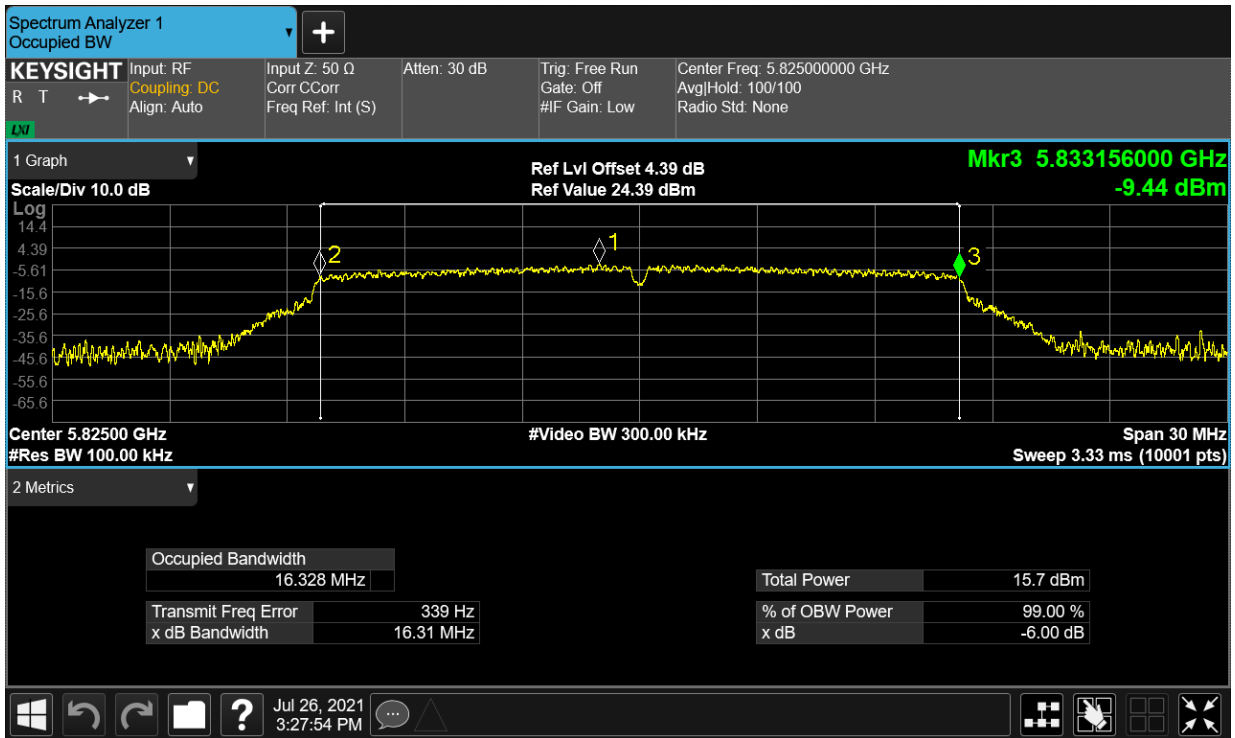 Spectrum Analyzer 1
Occupied BW
KEYSIGHT
R T
LXI
Input: RF
Coupling: DC
Align: Auto
Input Z: 50 Ω
Corr CCorr
Freq Ref: Int (S)
Atten: 30 dB
Trig: Free Run
Gate: Off
#IF Gain: Low
Center Freq: 5.825000000 GHz
Avg|Hold: 100/100
Radio Std: None
1 Graph
Ref Lvl Offset 4.39 dB
Mkr3 5.833156000 GHz
Scale/Div 10.0 dB
Ref Value 24.39 dBm
-9.44 dBm
Log
14.4
4.39
-5.61
-15.6
-25.6
-35.6
-45.6
-55.6
-65.6
2
1
3
Center 5.82500 GHz
#Video BW 300.00 kHz
Span 30 MHz
#Res BW 100.00 kHz
Sweep 3.33 ms (10001 pts)
2 Metrics
Occupied Bandwidth
16.328 MHz
Total Power 15.7 dBm
Transmit Freq Error 339 Hz
% of OBW Power 99.00 %
x dB Bandwidth 16.31 MHz
x dB -6.00 dB
?
Jul 26, 2021
3:27:54 PM